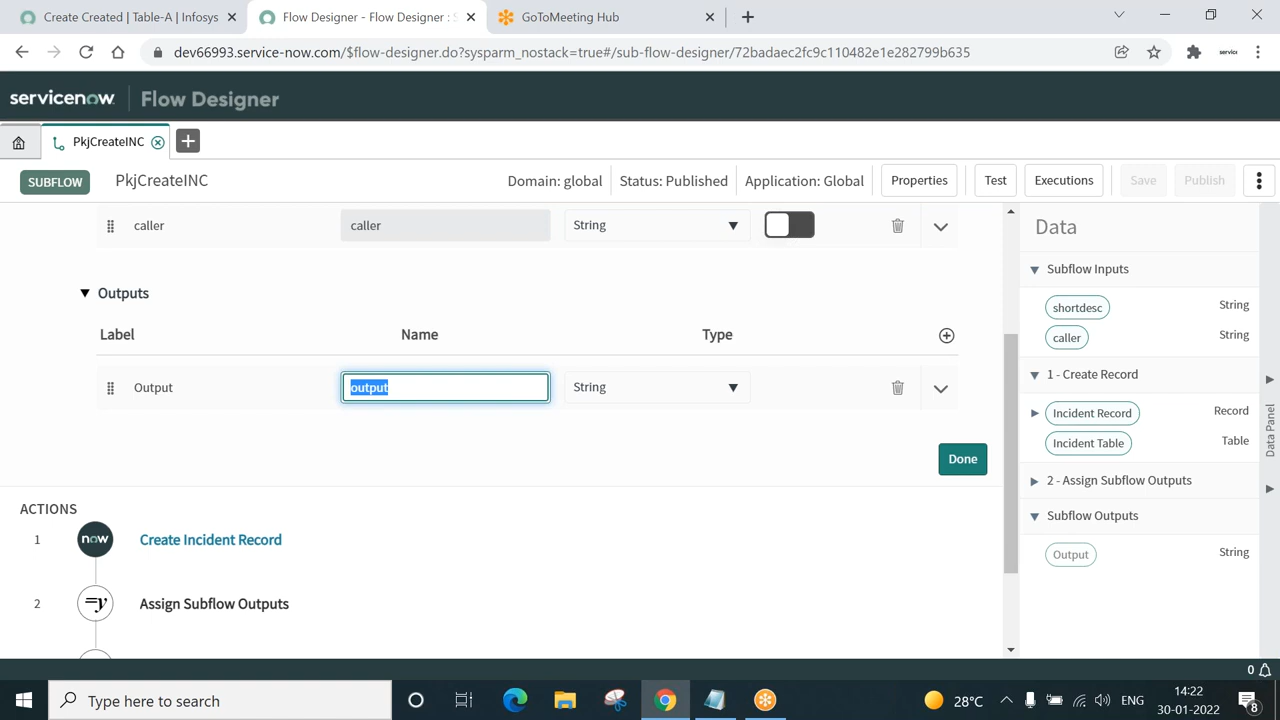 Create Created | Table-A | Infosys
Flow Designer - Flow Designer : S
GoToMeeting Hub
dev66993.service-now.com/$flow-designer.do?sysparm_nostack=true#/sub-flow-designer/72badaec2fc9c110482e1e282799b635
servicenow Flow Designer
PkjCreateINC
SUBFLOW PkjCreateINC Domain: global Status: Published Application: Global Properties Test Executions Save Publish
caller caller String
Outputs
Label Name Type
Output output String
Done
ACTIONS
1 now Create Incident Record
2 =y Assign Subflow Outputs
Data
Subflow Inputs
shortdesc String
caller String
1 - Create Record
Incident Record Record
Incident Table Table
2 - Assign Subflow Outputs
Subflow Outputs
Output String
Data Panel
0
Type here to search
28°C
ENG
14:22
30-01-2022
8